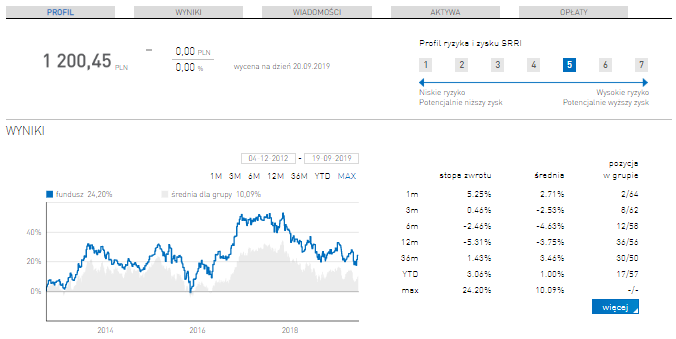 PROFIL WYNIKI WIADOMOŚCI AKTYWA OPŁATY
1 200,45 PLN
– 0,00 PLN
0,00 %
wycena na dzień 20.09.2019
Profil ryzyka i zysku SRRI
1 2 3 4 5 6 7
Niskie ryzyko Wysokie ryzyko
Potencjalnie niższy zysk Potencjalnie wyższy zysk
WYNIKI
04-12-2012 - 19-09-2019
1M 3M 6M 12M 36M YTD MAX
fundusz 24,20% średnia dla grupy 10,09%
40%
20%
0%
2014 2016 2018
stopa zwrotu średnia pozycja w grupie
1m 5.25% 2.71% 2/64
3m 0.46% -2.53% 8/62
6m -2.46% -4.63% 12/58
12m -5.31% -3.75% 36/56
36m 1.43% 3.46% 30/50
YTD 3.06% 1.00% 17/57
max 24.20% 10.09% -/-
więcej